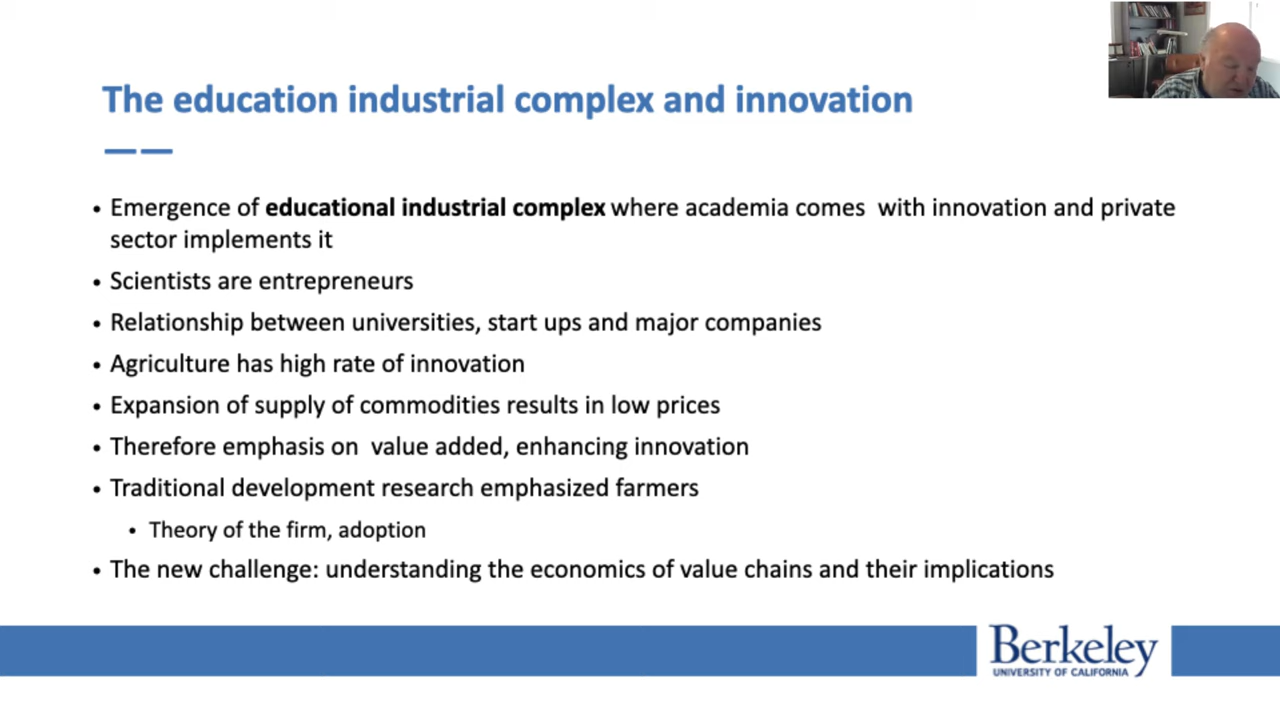 The education industrial complex and innovation
• Emergence of educational industrial complex where academia comes with innovation and private
sector implements it
• Scientists are entrepreneurs
• Relationship between universities, start ups and major companies
• Agriculture has high rate of innovation
• Expansion of supply of commodities results in low prices
• Therefore emphasis on value added, enhancing innovation
• Traditional development research emphasized farmers
• Theory of the firm, adoption
• The new challenge: understanding the economics of value chains and their implications
Berkeley
UNIVERSITY OF CALIFORNIA